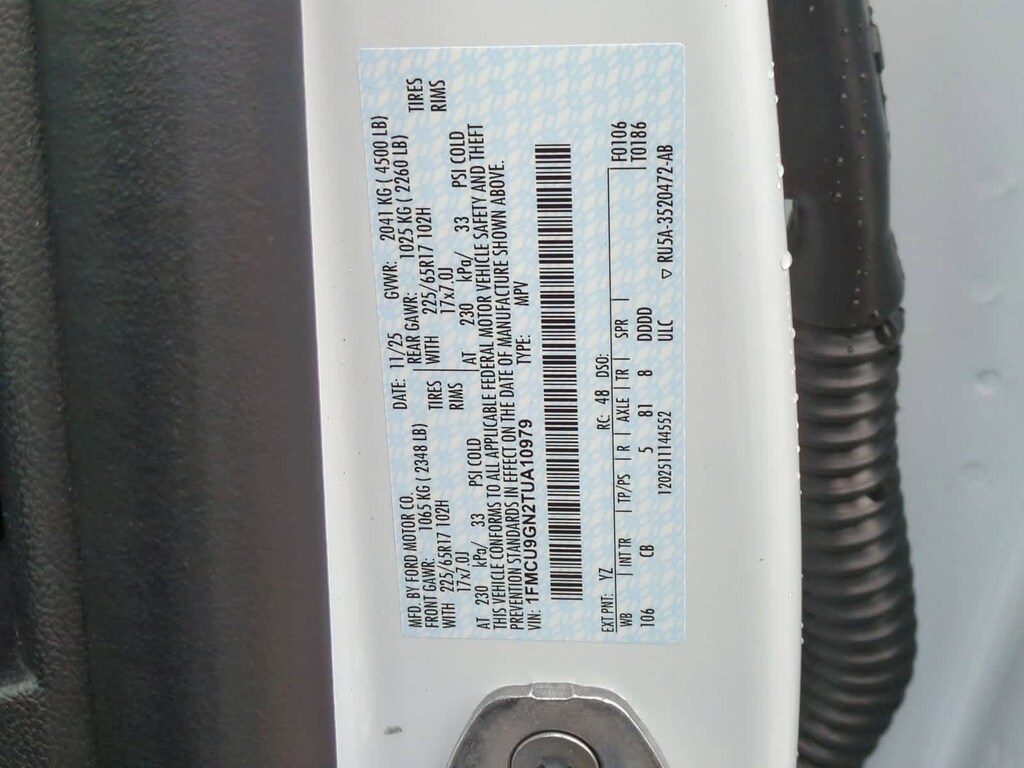 MFD. BY FORD MOTOR CO.
DATE: 11/25 GVWR: 2041 KG ( 4500 LB)
FRONT GAWR: 1065 KG ( 2348 LB) REAR GAWR: 1025 KG ( 2260 LB)
WITH 225/65R17 102H TIRES WITH 225/65R17 102H TIRES
17x7.0J RIMS 17x7.0J RIMS
AT 230 kPa/ 33 PSI COLD AT 230 kPa/ 33 PSI COLD
THIS VEHICLE CONFORMS TO ALL APPLICABLE FEDERAL MOTOR VEHICLE SAFETY AND THEFT
PREVENTION STANDARDS IN EFFECT ON THE DATE OF MANUFACTURE SHOWN ABOVE.
VIN: 1FMCU9GN2TUA10979 TYPE: MPV
EXT PNT: YZ RC: 48 DSO: F0106
WB | INT TR | TP/PS | R | AXLE | TR | SPR | T0186
T06 CB 5 81 8 DDDD
1202511144552 ULC ▽ RU5A-3520472-AB